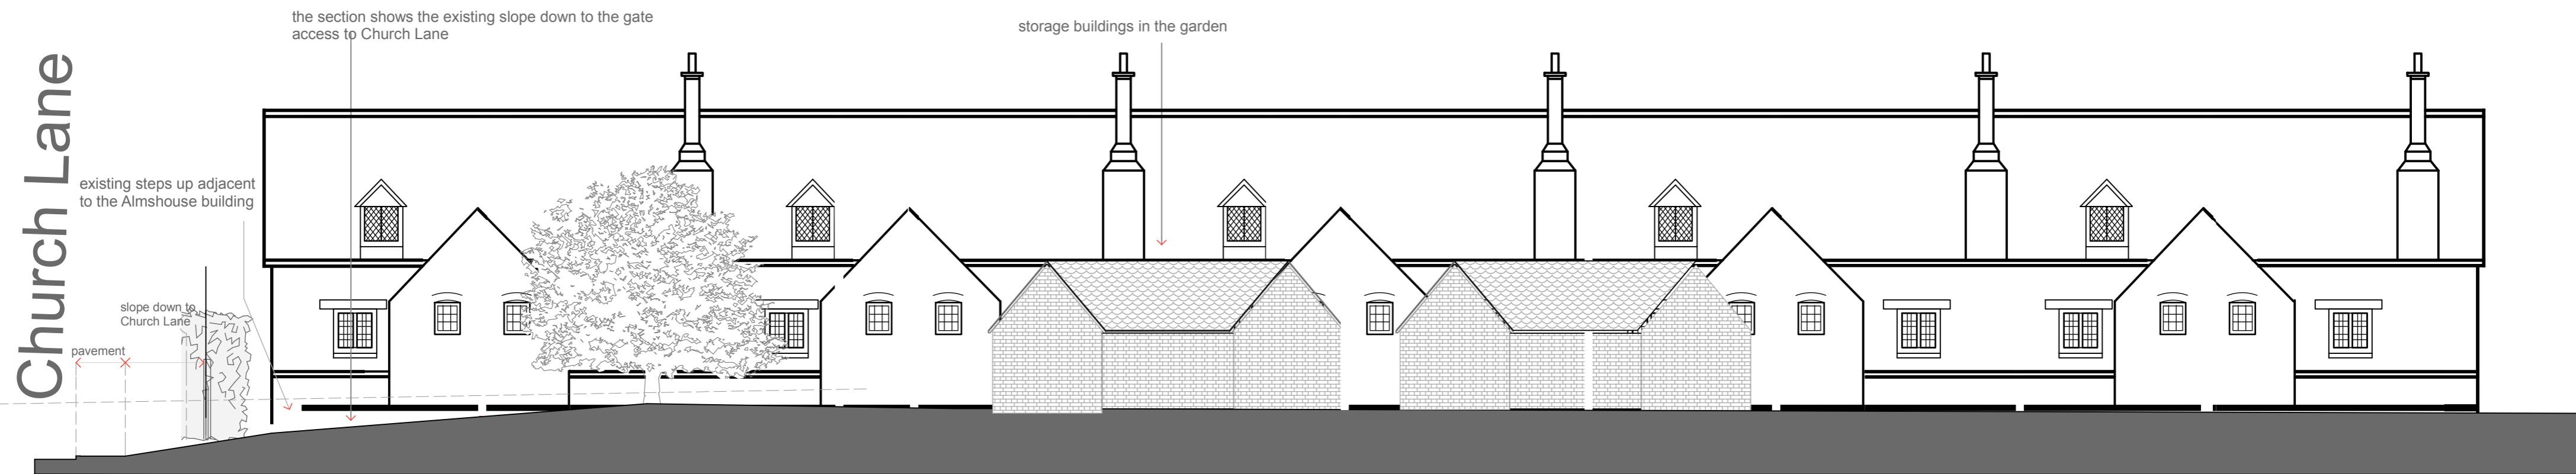 Church Lane
the section shows the existing slope down to the gate
access to Church Lane
storage buildings in the garden
existing steps up adjacent
to the Almshouse building
slope down to
Church Lane
pavement